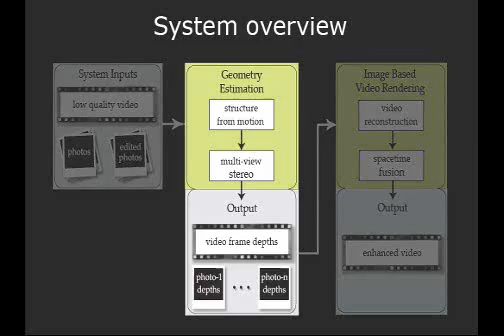 System overview
System Inputs
low quality video
photos
edited
photos
Geometry
Estimation
structure
from motion
multi-view
stereo
Output
video frame depths
photo-1
depths
...
photo-n
depths
Image Based
Video Rendering
video
reconstruction
spacetime
fusion
Output
enhanced video